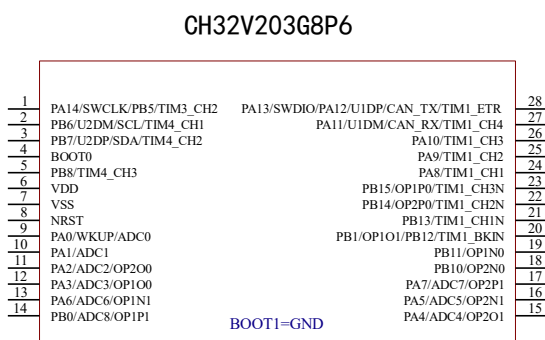 CH32V203G8P6
1 PA14/SWCLK/PB5/TIM3_CH2 PA13/SWDIO/PA12/U1DP/CAN_TX/TIM1_ETR 28
2 PB6/U2DM/SCL/TIM4_CH1 PA11/U1DM/CAN_RX/TIM1_CH4 27
3 PB7/U2DP/SDA/TIM4_CH2 PA10/TIM1_CH3 26
4 BOOT0 PA9/TIM1_CH2 25
5 PB8/TIM4_CH3 PA8/TIM1_CH1 24
6 VDD PB15/OP1P0/TIM1_CH3N 23
7 VSS PB14/OP2P0/TIM1_CH2N 22
8 NRST PB13/TIM1_CH1N 21
9 PA0/WKUP/ADC0 PB1/OP1O1/PB12/TIM1_BKIN 20
10 PA1/ADC1 PB11/OP1N0 19
11 PA2/ADC2/OP2O0 PB10/OP2N0 18
12 PA3/ADC3/OP1O0 PA7/ADC7/OP2P1 17
13 PA6/ADC6/OP1N1 PA5/ADC5/OP2N1 16
14 PB0/ADC8/OP1P1 PA4/ADC4/OP2O1 15
BOOT1=GND